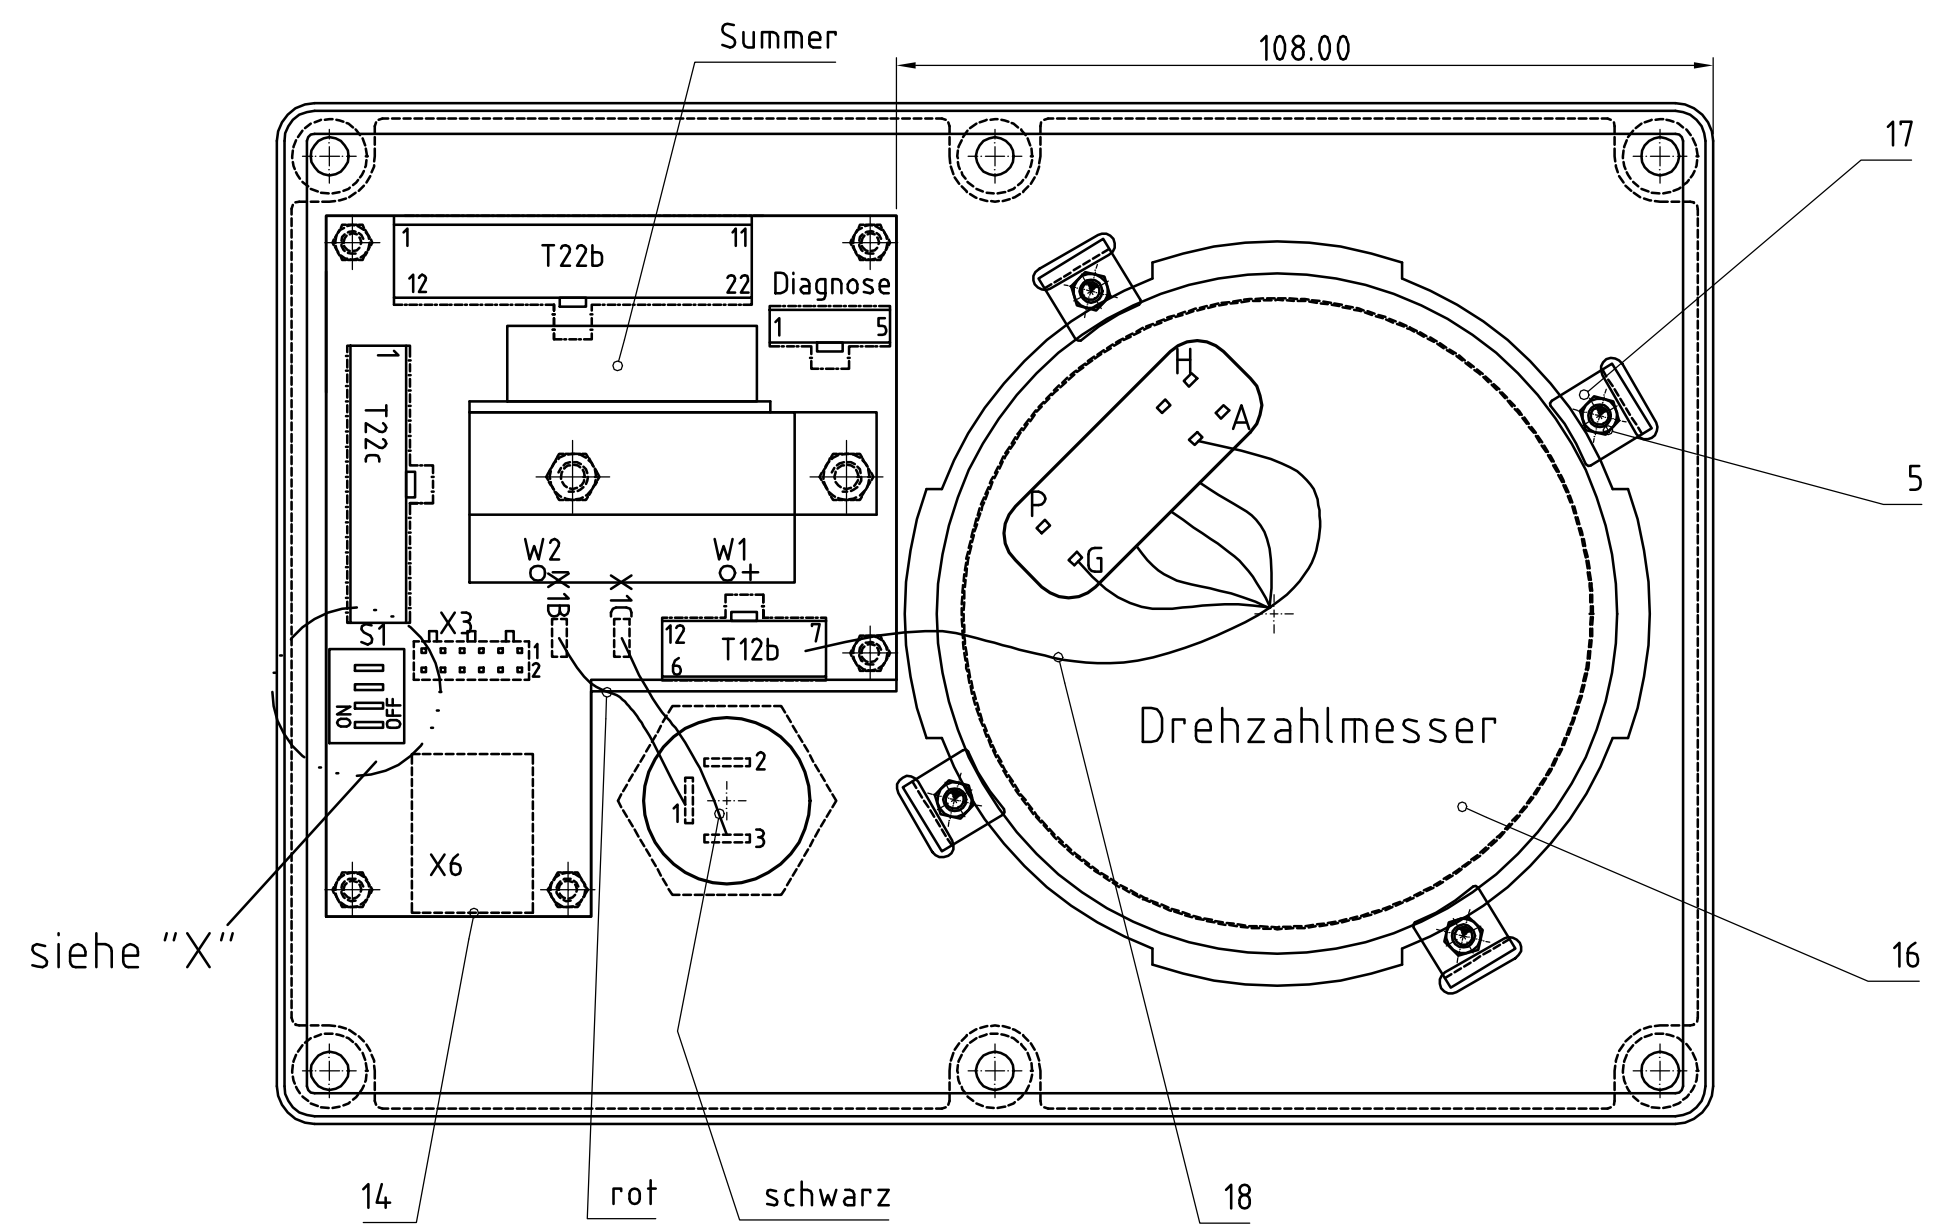 Summer
108.00
17
1 11
T22b
12 22
Diagnose
1 5
1
T22c
H
A
5
P
G
W2 W1
+
X1B X1C
S1 X3
1
2
12 7
T12b
6
ON OFF
Drehzahlmesser
2
1
3
X6
siehe "X"
16
14
rot
schwarz
18